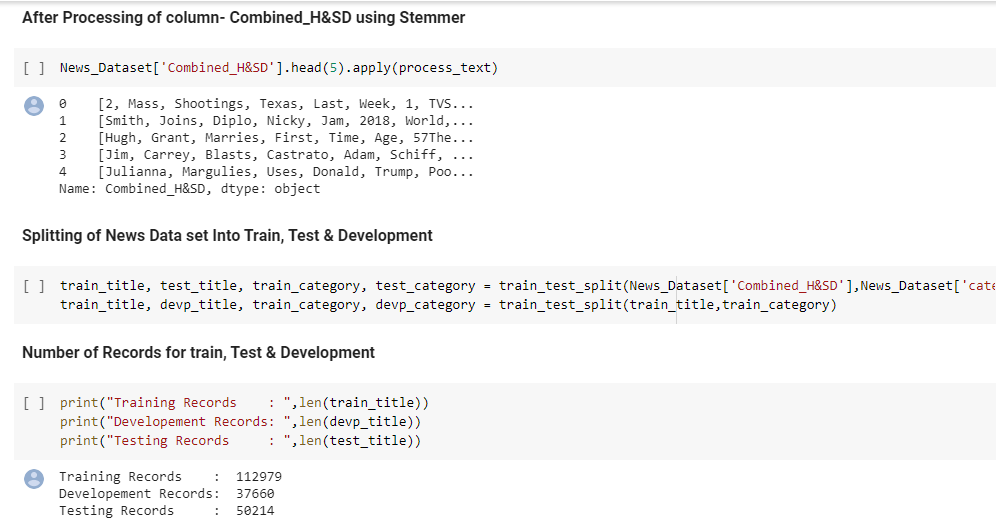 After Processing of column- Combined_H&SD using Stemmer
[ ] News_Dataset['Combined_H&SD'].head(5).apply(process_text)
0    [2, Mass, Shootings, Texas, Last, Week, 1, TVS...
1    [Smith, Joins, Diplo, Nicky, Jam, 2018, World,...
2    [Hugh, Grant, Marries, First, Time, Age, 57The...
3    [Jim, Carrey, Blasts, Castrato, Adam, Schiff, ...
4    [Julianna, Margulies, Uses, Donald, Trump, Poo...
Name: Combined_H&SD, dtype: object
Splitting of News Data set Into Train, Test & Development
[ ] train_title, test_title, train_category, test_category = train_test_split(News_Dataset['Combined_H&SD'],News_Dataset['cate
train_title, devp_title, train_category, devp_category = train_test_split(train_title,train_category)
Number of Records for train, Test & Development
[ ] print("Training Records    : ",len(train_title))
print("Developement Records: ",len(devp_title))
print("Testing Records     : ",len(test_title))
Training Records    :  112979
Developement Records:  37660
Testing Records     :  50214